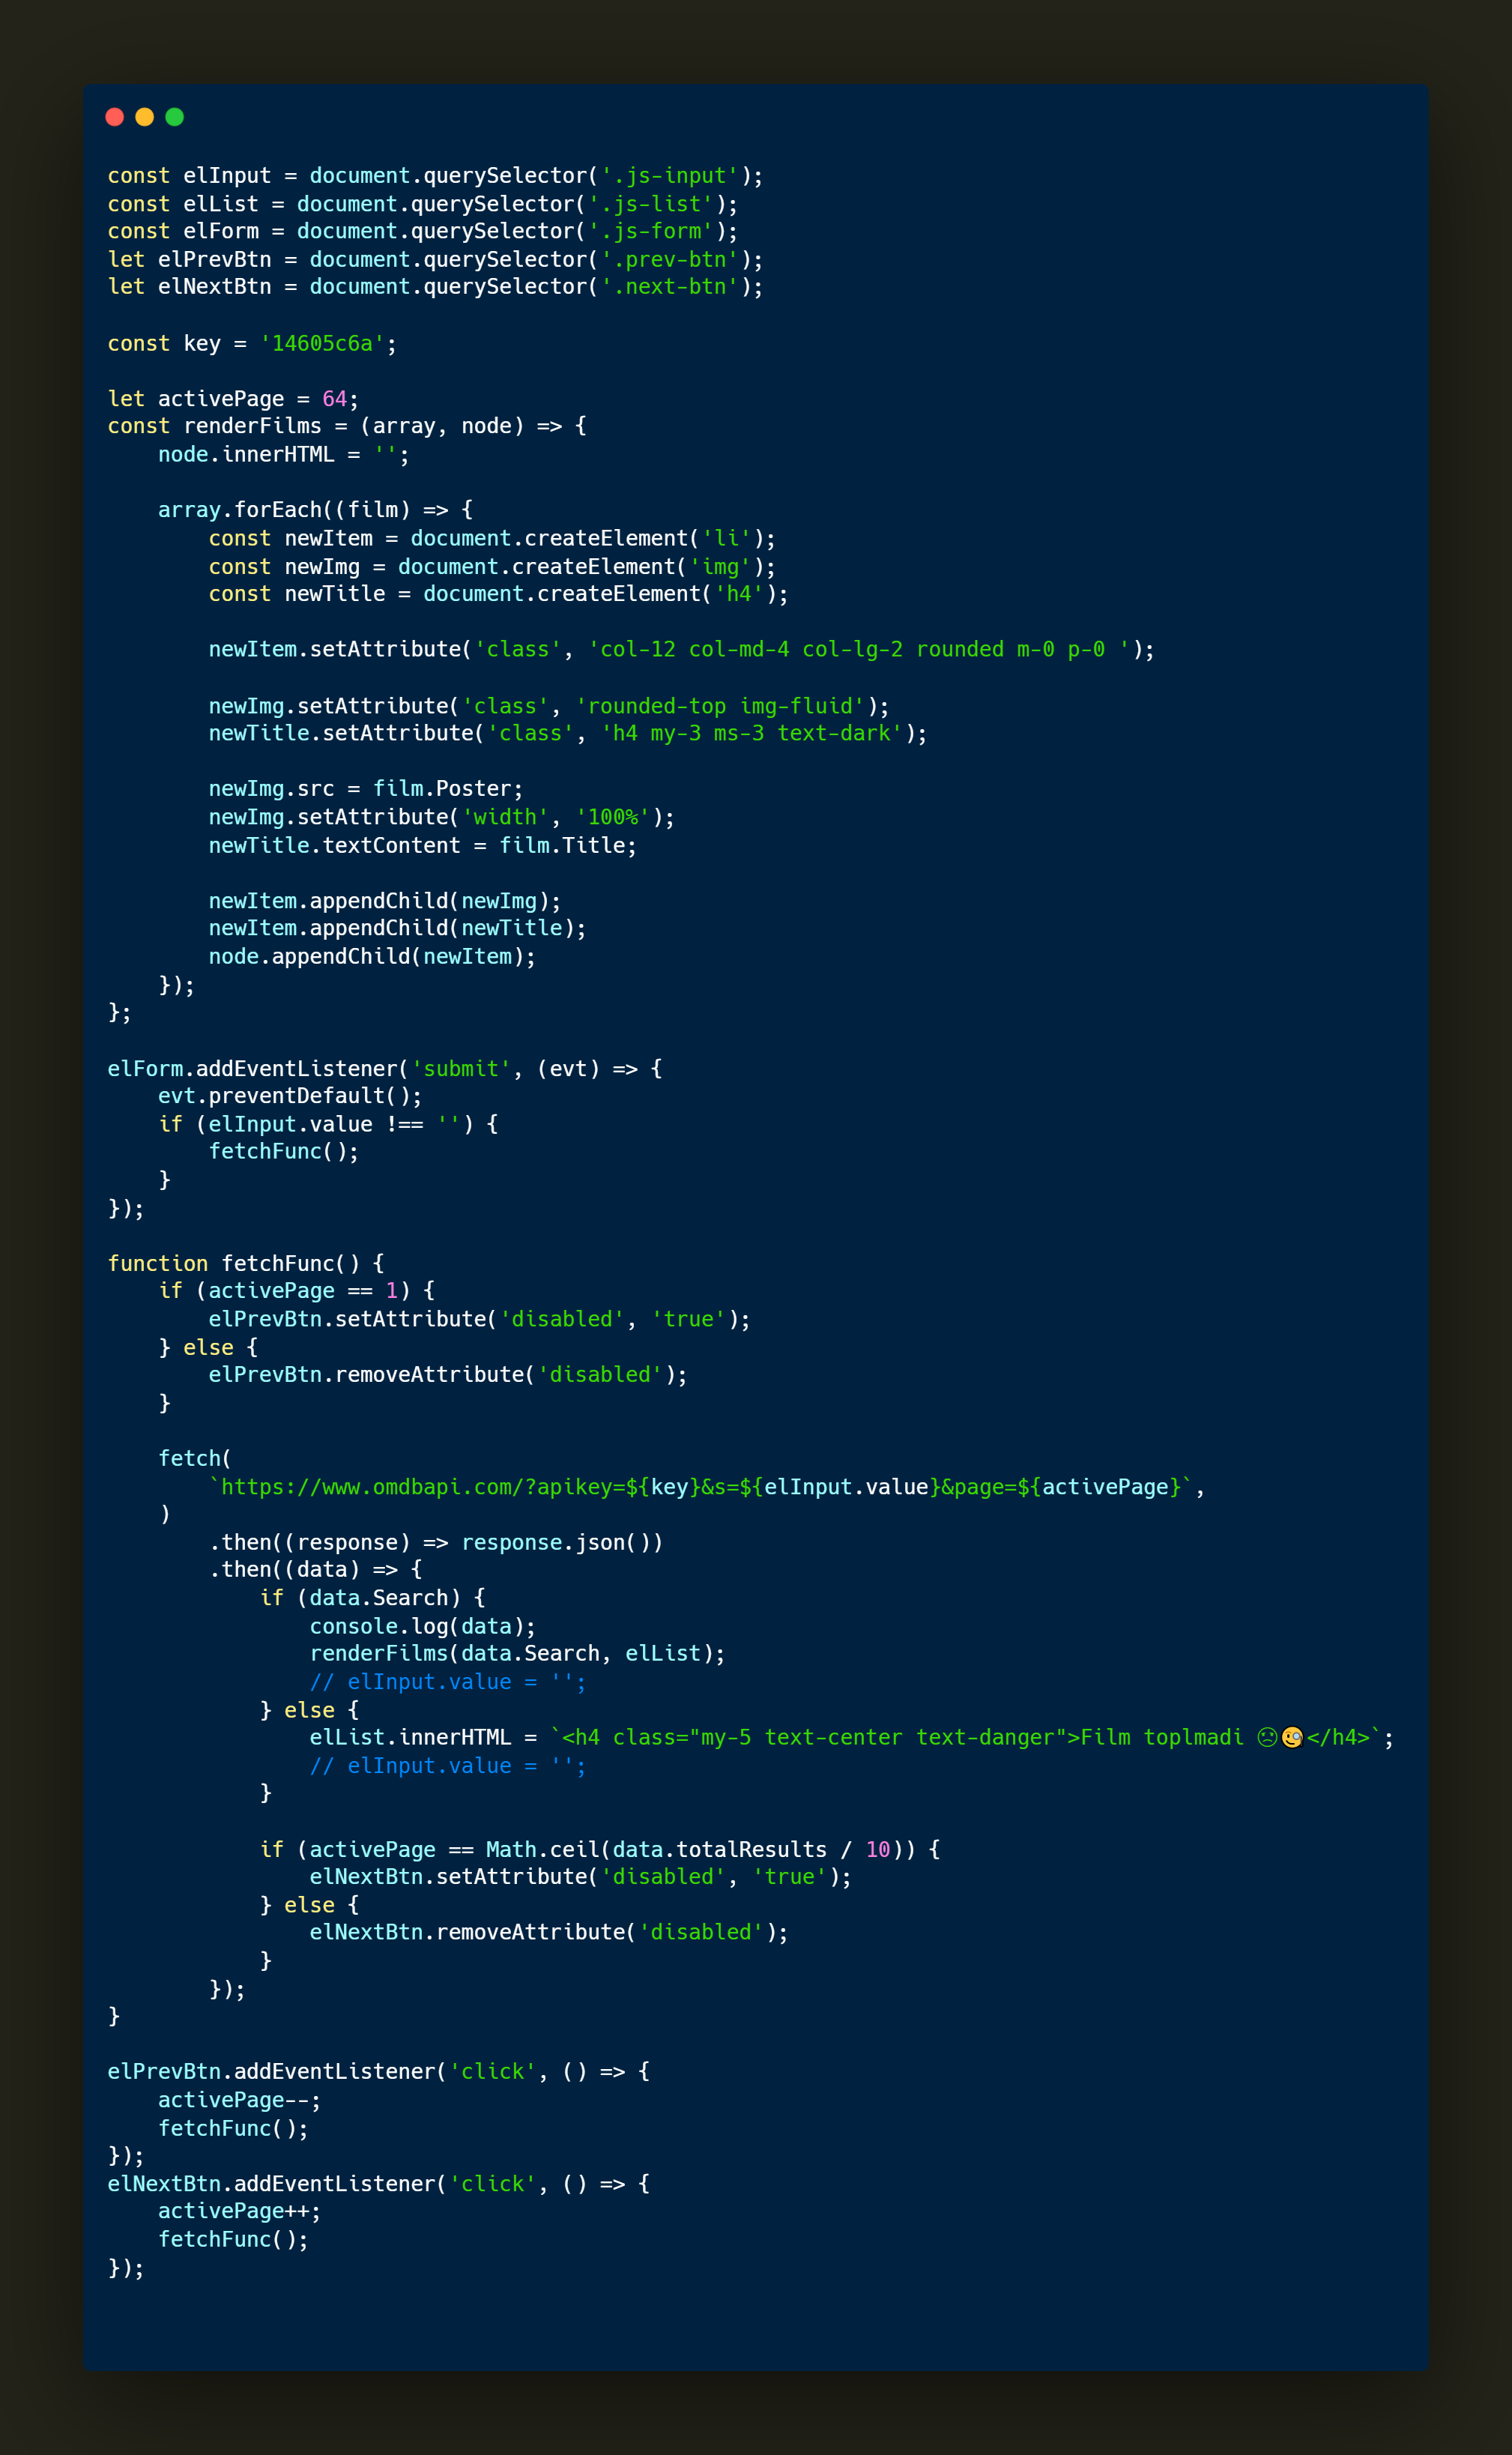 const elInput = document.querySelector('.js-input');
const elList = document.querySelector('.js-list');
const elForm = document.querySelector('.js-form');
let elPrevBtn = document.querySelector('.prev-btn');
let elNextBtn = document.querySelector('.next-btn');

const key = '14605c6a';

let activePage = 64;
const renderFilms = (array, node) => {
    node.innerHTML = '';

    array.forEach((film) => {
        const newItem = document.createElement('li');
        const newImg = document.createElement('img');
        const newTitle = document.createElement('h4');

        newItem.setAttribute('class', 'col-12 col-md-4 col-lg-2 rounded m-0 p-0 ');

        newImg.setAttribute('class', 'rounded-top img-fluid');
        newTitle.setAttribute('class', 'h4 my-3 ms-3 text-dark');

        newImg.src = film.Poster;
        newImg.setAttribute('width', '100%');
        newTitle.textContent = film.Title;

        newItem.appendChild(newImg);
        newItem.appendChild(newTitle);
        node.appendChild(newItem);
    });
};

elForm.addEventListener('submit', (evt) => {
    evt.preventDefault();
    if (elInput.value !== '') {
        fetchFunc();
    }
});

function fetchFunc() {
    if (activePage == 1) {
        elPrevBtn.setAttribute('disabled', 'true');
    } else {
        elPrevBtn.removeAttribute('disabled');
    }

    fetch(
        `https://www.omdbapi.com/?apikey=${key}&s=${elInput.value}&page=${activePage}`,
    )
        .then((response) => response.json())
        .then((data) => {
            if (data.Search) {
                console.log(data);
                renderFilms(data.Search, elList);
                // elInput.value = '';
            } else {
                elList.innerHTML = `<h4 class="my-5 text-center text-danger">Film toplmadi 😟🧐</h4>`;
                // elInput.value = '';
            }

            if (activePage == Math.ceil(data.totalResults / 10)) {
                elNextBtn.setAttribute('disabled', 'true');
            } else {
                elNextBtn.removeAttribute('disabled');
            }
        });
}

elPrevBtn.addEventListener('click', () => {
    activePage--;
    fetchFunc();
});
elNextBtn.addEventListener('click', () => {
    activePage++;
    fetchFunc();
});